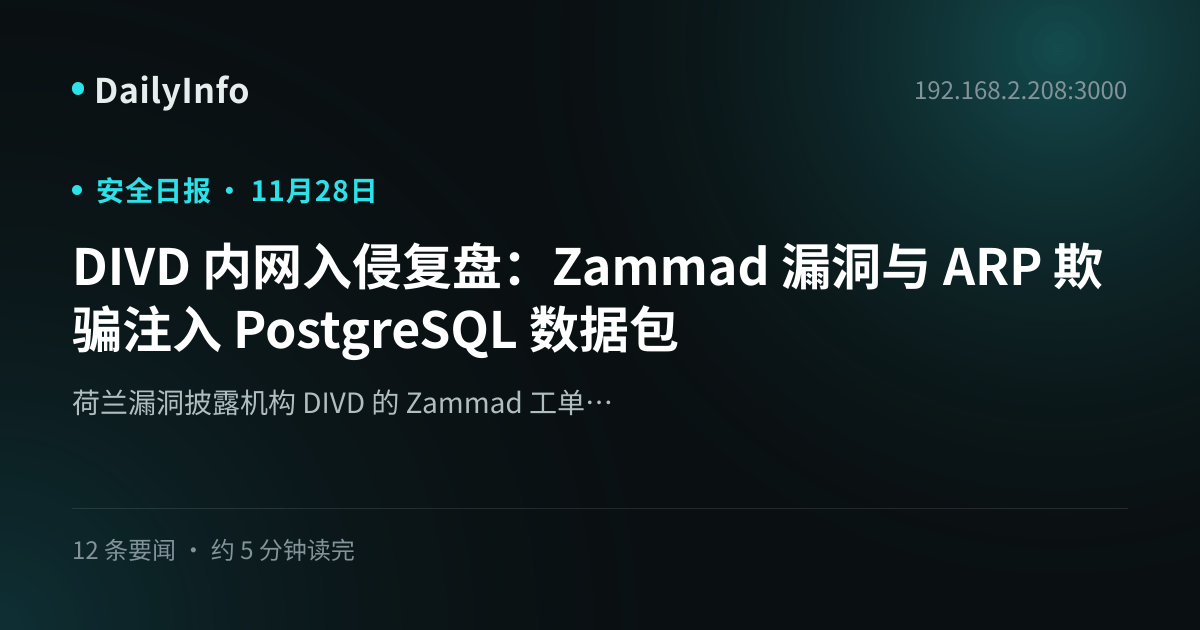 DailyInfo
192.168.2.208:3000
安全日报 · 11月28日
DIVD 内网入侵复盘：Zammad 漏洞与 ARP 欺
骗注入 PostgreSQL 数据包
荷兰漏洞披露机构 DIVD 的 Zammad 工单…
12 条要闻 · 约 5 分钟读完